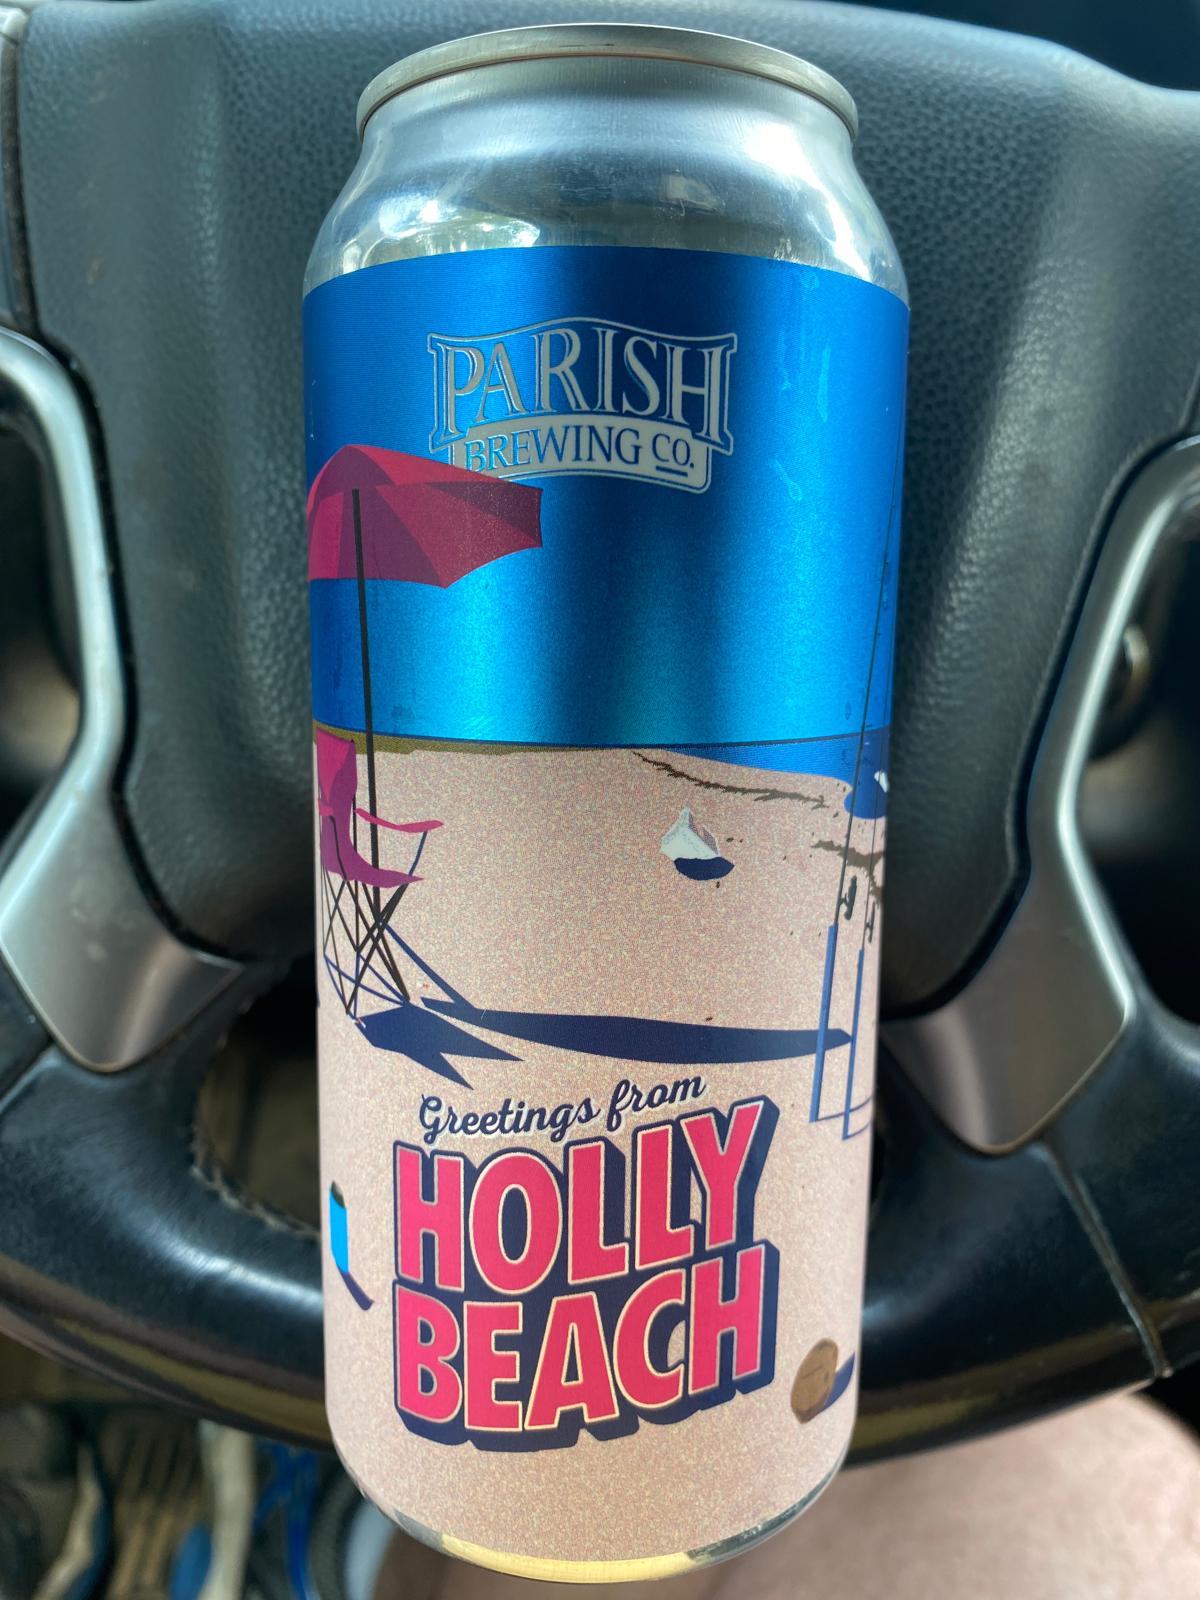 PARISH
BREWING CO.
Greetings from
HOLLY
BEACH